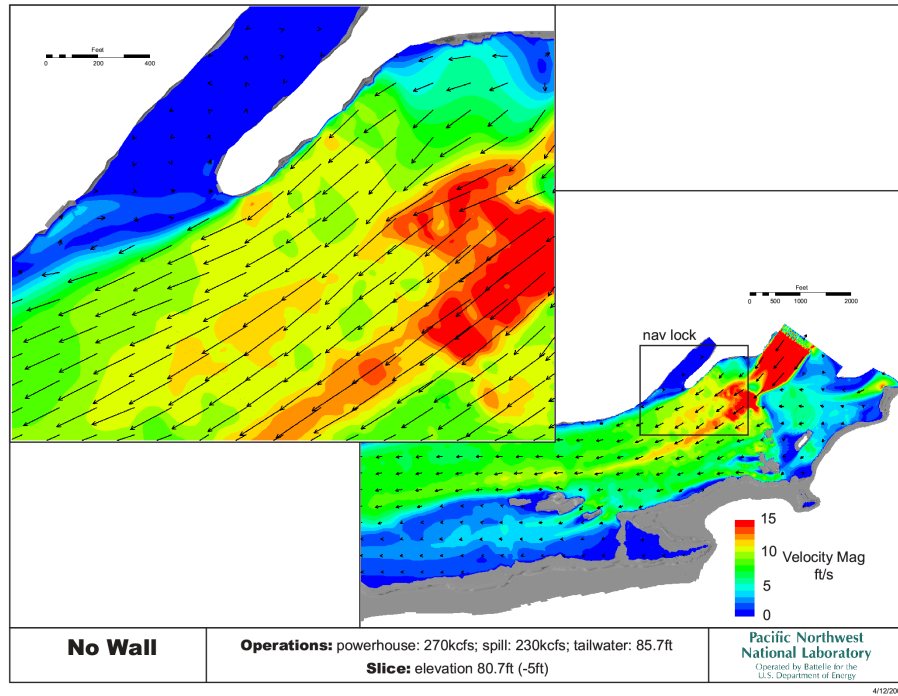 Feet
0 200 400
Feet
0 500 1000 2000
nav lock
15
10
5
0
Velocity Mag
ft/s
No Wall
Operations: powerhouse: 270kcfs; spill: 230kcfs; tailwater: 85.7ft
Slice: elevation 80.7ft (-5ft)
Pacific Northwest
National Laboratory
Operated by Battelle for the
U.S. Department of Energy